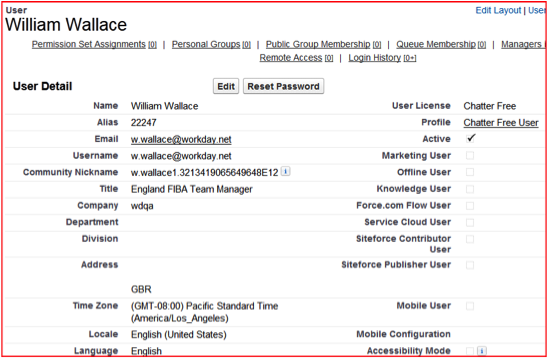 User
Edit Layout | User
William Wallace
Permission Set Assignments [0] | Personal Groups [0] | Public Group Membership [0] | Queue Membership [0] | Managers
Remote Access [0] | Login History [0+]
User Detail Edit Reset Password
Name William Wallace User License Chatter Free
Alias 22247 Profile Chatter Free User
Email w.wallace@workday.net Active ✓
Username w.wallace@workday.net Marketing User
Community Nickname w.wallace1.3213419065649648E12 i Offline User
Title England FIBA Team Manager Knowledge User
Company wdqa Force.com Flow User
Department Service Cloud User
Division Siteforce Contributor
User
Address Siteforce Publisher User
GBR
Time Zone (GMT-08:00) Pacific Standard Time Mobile User
(America/Los_Angeles)
Locale English (United States) Mobile Configuration
Language English Accessibility Mode i